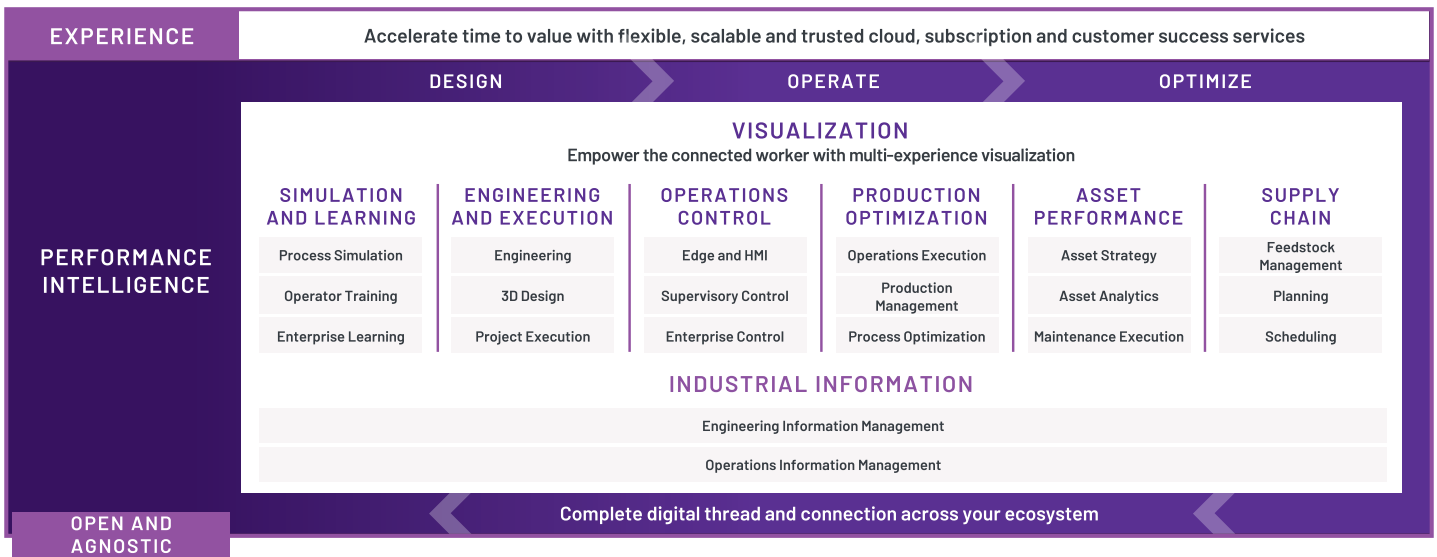 EXPERIENCE
Accelerate time to value with flexible, scalable and trusted cloud, subscription and customer success services
DESIGN
OPERATE
OPTIMIZE
PERFORMANCE
INTELLIGENCE
VISUALIZATION
Empower the connected worker with multi-experience visualization
SIMULATION
AND LEARNING
Process Simulation
Operator Training
Enterprise Learning
ENGINEERING
AND EXECUTION
Engineering
3D Design
Project Execution
OPERATIONS
CONTROL
Edge and HMI
Supervisory Control
Enterprise Control
PRODUCTION
OPTIMIZATION
Operations Execution
Production
Management
Process Optimization
ASSET
PERFORMANCE
Asset Strategy
Asset Analytics
Maintenance Execution
SUPPLY
CHAIN
Feedstock
Management
Planning
Scheduling
INDUSTRIAL INFORMATION
Engineering Information Management
Operations Information Management
OPEN AND
AGNOSTIC
Complete digital thread and connection across your ecosystem